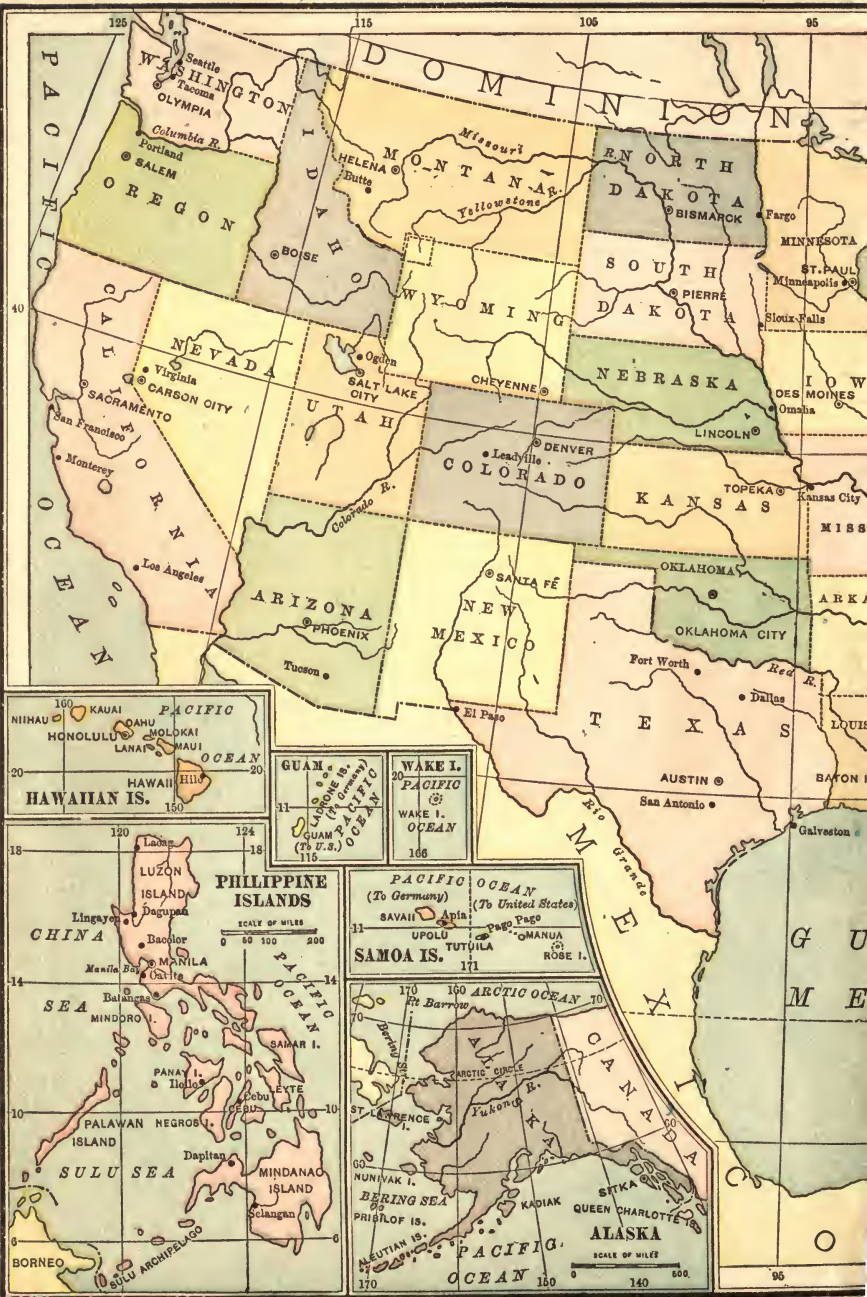 125
115
105
95
DOMINION
PACIFIC
OCEAN
WASHINGTON
Seattle
Tacoma
OLYMPIA
Columbia R.
Portland
SALEM
OREGON
IDAHO
BOISE
HELENA
Butte
MONTANA
Missouri
R.
Yellowstone
R.
NORTH
DAKOTA
BISMARCK
Fargo
MINNESOTA
ST. PAUL
Minneapolis
SOUTH
DAKOTA
PIERRE
Sioux Falls
WYOMING
CHEYENNE
40
CALIFORNIA
SACRAMENTO
San Francisco
Monterey
Los Angeles
NEVADA
Virginia
CARSON CITY
Ogden
SALT LAKE
CITY
UTAH
NEBRASKA
LINCOLN
Omaha
IOW
DES MOINES
DENVER
Leadville
COLORADO
KANSAS
TOPEKA
Kansas City
MISS
Colorado R.
ARIZONA
PHOENIX
Tucson
SANTA FÉ
NEW
MEXICO
OKLAHOMA
OKLAHOMA CITY
ARKA
Fort Worth
Red R.
Dallas
El Paso
TEXAS
LOUIS
AUSTIN
BATON
San Antonio
Galveston
Rio Grande
MEXICO
GU
ME
95
160
PACIFIC
OCEAN
NIIHAU
KAUAI
OAHU
HONOLULU
MOLOKAI
LANAI
MAUI
20
20
HAWAII
Hilo
HAWAIIAN IS.
150
GUAM
LADRONE IS.
(To Germany)
PACIFIC
OCEAN
11
GUAM
(To U.S.)
115
WAKE I.
20
PACIFIC
WAKE I.
OCEAN
166
120
124
18
18
Laoag
LUZON
ISLAND
PHILIPPINE
ISLANDS
SCALE OF MILES
0 50 100 200
Lingayen
Dagupan
CHINA
SEA
Bacolor
MANILA
Manila Bay
Cavite
14
14
PACIFIC
OCEAN
Batangas
MINDORO I.
SAMAR I.
PANAY I.
Iloilo
LEYTE
Cebu
CEBU
10
10
PALAWAN
ISLAND
NEGROS I.
SULU SEA
Dapitan
MINDANAO
ISLAND
Selangan
6
6
BORNEO
SULU ARCHIPELAGO
PACIFIC OCEAN
(To Germany)
(To United States)
SAVAII
Apia
11
11
UPOLU
Pago Pago
TUTUILA
MANUA
SAMOA IS.
171
ROSE I.
170
160
ARCTIC OCEAN
70
Pt Barrow
70
Bering St.
ALASKA
CANADA
ARCTIC CIRCLE
Yukon R.
ST LAWRENCE
I.
60
60
NUNIVAK I.
BERING SEA
PRIBILOF IS.
KADIAK
SITKA
QUEEN CHARLOTTE IS.
ALEUTIAN IS.
PACIFIC
OCEAN
ALASKA
SCALE OF MILES
0 500
170
150
140